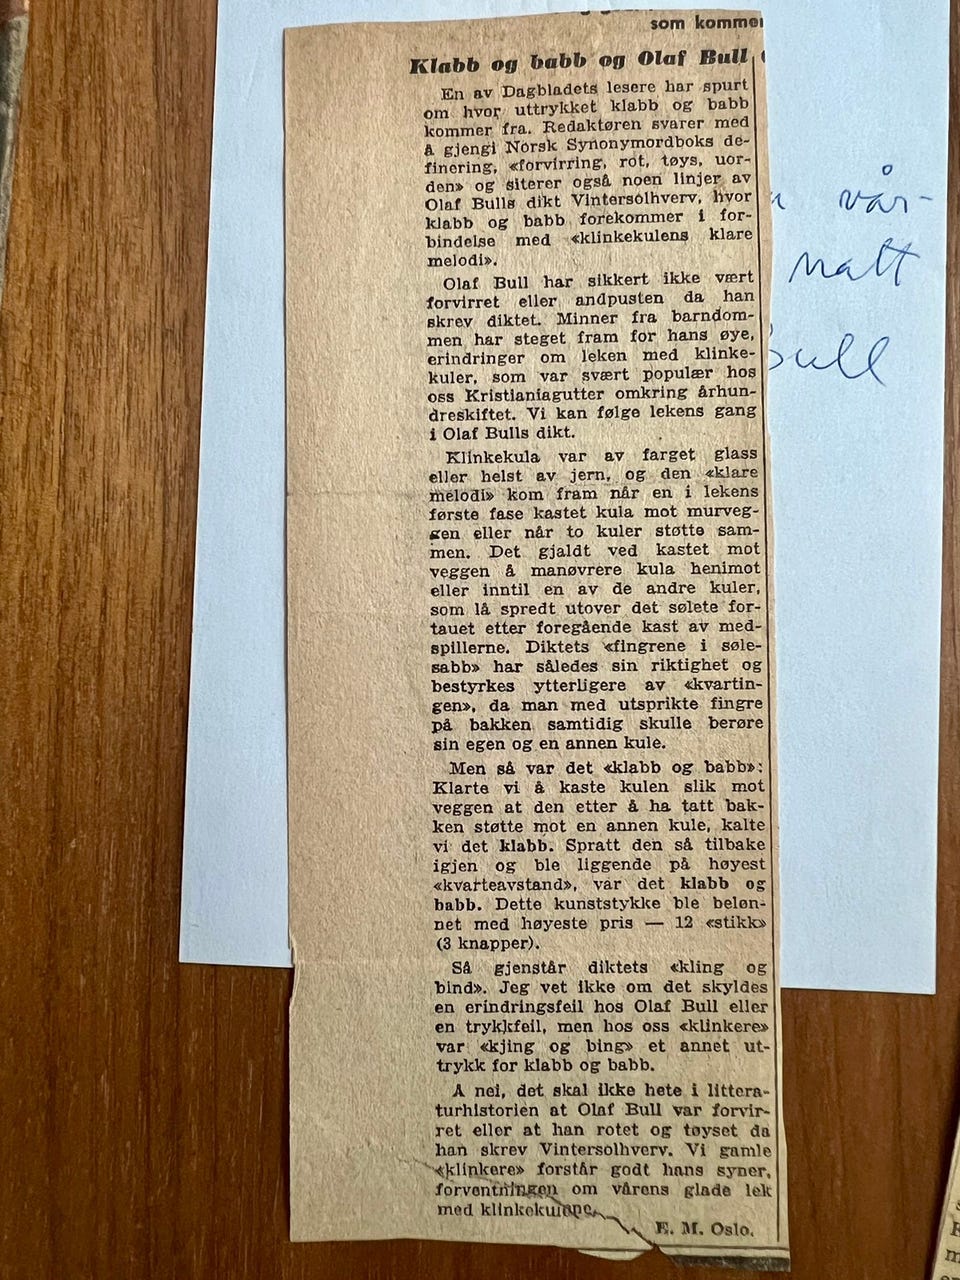 som kommer
Klabb og babb og Olaf Bull
En av Dagbladets lesere har spurt
om hvor uttrykket klabb og babb
kommer fra. Redaktøren svarer med
å gjengi Norsk Synonymordboks de-
finering, «forvirring, rot, tøys, uor-
den» og siterer også noen linjer av
Olaf Bulls dikt Vintersolhverv, hvor
klabb og babb forekommer i for-
bindelse med «klinkekulens klare
melodi».
Olaf Bull har sikkert ikke vært
forvirret eller andpusten da han
skrev diktet. Minner fra barndom-
men har steget fram for hans øye,
erindringer om leken med klinke-
kuler, som var svært populær hos
oss Kristianiagutter omkring århun-
dreskiftet. Vi kan følge lekens gang
i Olaf Bulls dikt.
Klinkekula var av farget glass
eller helst av jern, og den «klare
melodi» kom fram når en i lekens
første fase kastet kula mot murveg-
gen eller når to kuler støtte sam-
men. Det gjaldt ved kastet mot
veggen å manøvrere kula henimot
eller inntil en av de andre kuler,
som lå spredt utover det sølete for-
tauet etter foregående kast av med-
spillerne. Diktets «fingrene i søle-
sabb» har således sin riktighet og
bestyrkes ytterligere av «kvartin-
gen», da man med utsprikte fingre
på bakken samtidig skulle berøre
sin egen og en annen kule.
Men så var det «klabb og babb»:
Klarte vi å kaste kulen slik mot
veggen at den etter å ha tatt bak-
ken støtte mot en annen kule, kalte
vi det klabb. Spratt den så tilbake
igjen og ble liggende på høyest
«kvarteavstand», var det klabb og
babb. Dette kunststykke ble beløn-
net med høyeste pris — 12 «stikk»
(3 knapper).
Så gjenstår diktets «kling og
bind». Jeg vet ikke om det skyldes
en erindringsfeil hos Olaf Bull eller
en trykkfeil, men hos oss «klinkere»
var «kjing og bing» et annet ut-
trykk for klabb og babb.
Å nei, det skal ikke hete i littera-
turhistorien at Olaf Bull var forvir-
ret eller at han rotet og tøyset da
han skrev Vintersolhverv. Vi gamle
«klinkere» forstår godt hans syner,
forventningen om vårens glade lek
med klinkekulene.
E. M. Oslo.
vår-
natt
Bull